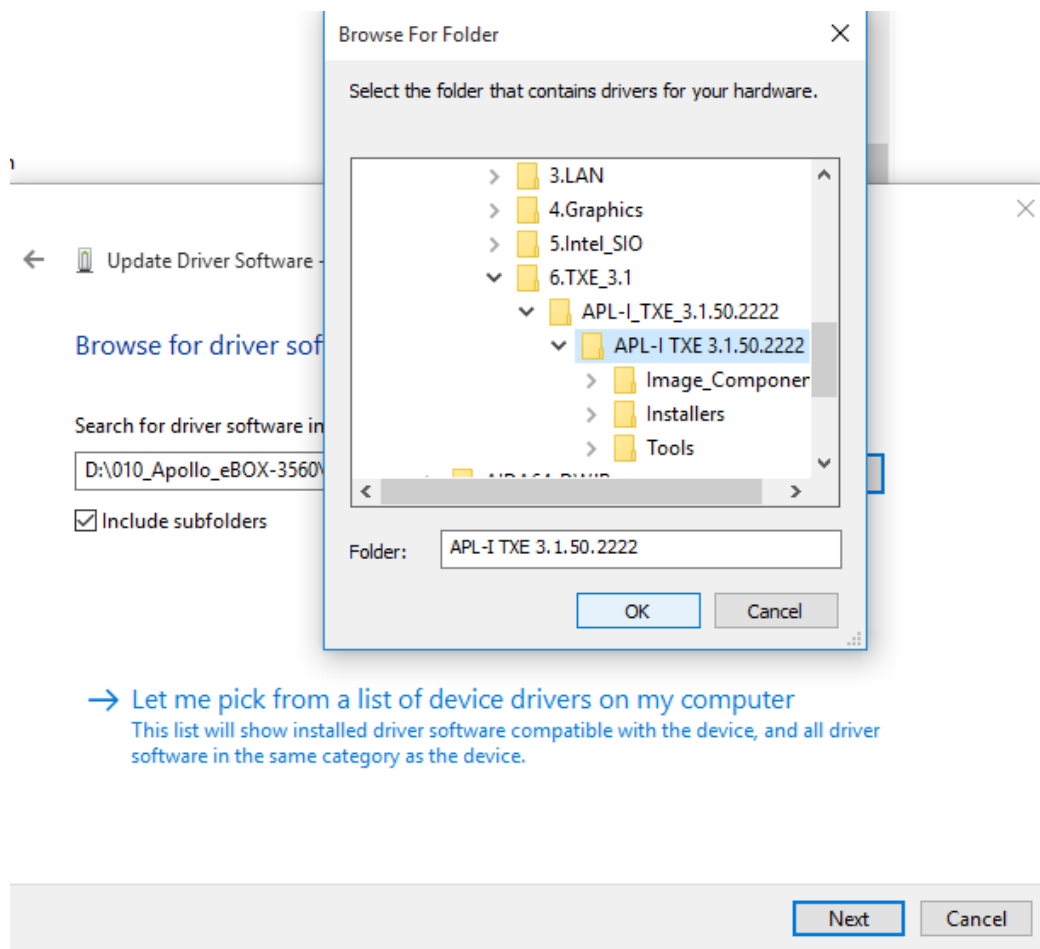 Browse For Folder
Select the folder that contains drivers for your hardware.
3.LAN
4.Graphics
5.Intel_SIO
6.TXE_3.1
APL-I_TXE_3.1.50.2222
APL-I TXE 3.1.50.2222
Image_Componen
Installers
Tools
Folder: APL-I TXE 3.1.50.2222
OK Cancel
Update Driver Software -
Browse for driver sof
Search for driver software in
D:\010_Apollo_eBOX-3560\
Include subfolders
Let me pick from a list of device drivers on my computer
This list will show installed driver software compatible with the device, and all driver
software in the same category as the device.
Next Cancel